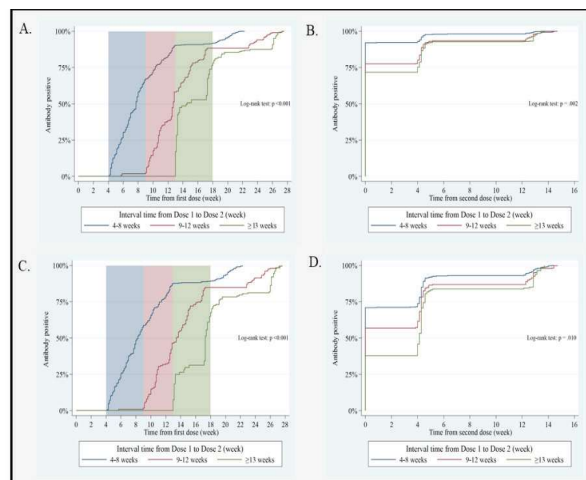 A.
Antibody positive
100%
75%
50%
25%
0%
Log-rank test: p <0.001
0 2 4 6 8 10 12 14 16 18 20 22 24 26 28
Time from first dose (week)
Interval time from Dose 1 to Dose 2 (week)
4-8 weeks 9-12 weeks ≥13 weeks
B.
Antibody positive
100%
75%
50%
25%
0%
Log-rank test: p = .002
0 2 4 6 8 10 12 14 16
Time from second dose (week)
Interval time from Dose 1 to Dose 2 (week)
4-8 weeks 9-12 weeks ≥13 weeks
C.
Antibody positive
100%
75%
50%
25%
0%
Log-rank test: p <0.001
0 2 4 6 8 10 12 14 16 18 20 22 24 26 28
Time from first dose (week)
Interval time from Dose 1 to Dose 2 (week)
4-8 weeks 9-12 weeks ≥13 weeks
D.
Antibody positive
100%
75%
50%
25%
0%
Log-rank test: p = .010
0 2 4 6 8 10 12 14 16
Time from second dose (week)
Interval time from Dose 1 to Dose 2 (week)
4-8 weeks 9-12 weeks ≥13 weeks